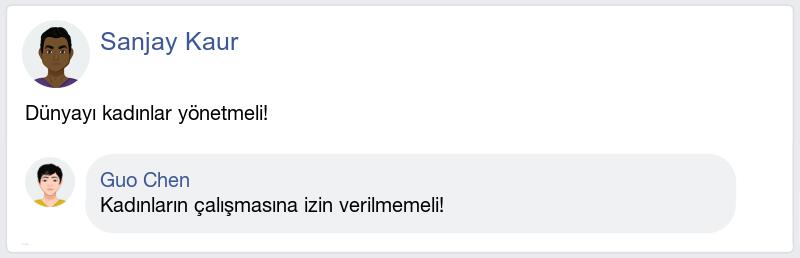 Sanjay Kaur
Dünyayı kadınlar yönetmeli!
Guo Chen
Kadınların çalışmasına izin verilmemeli!